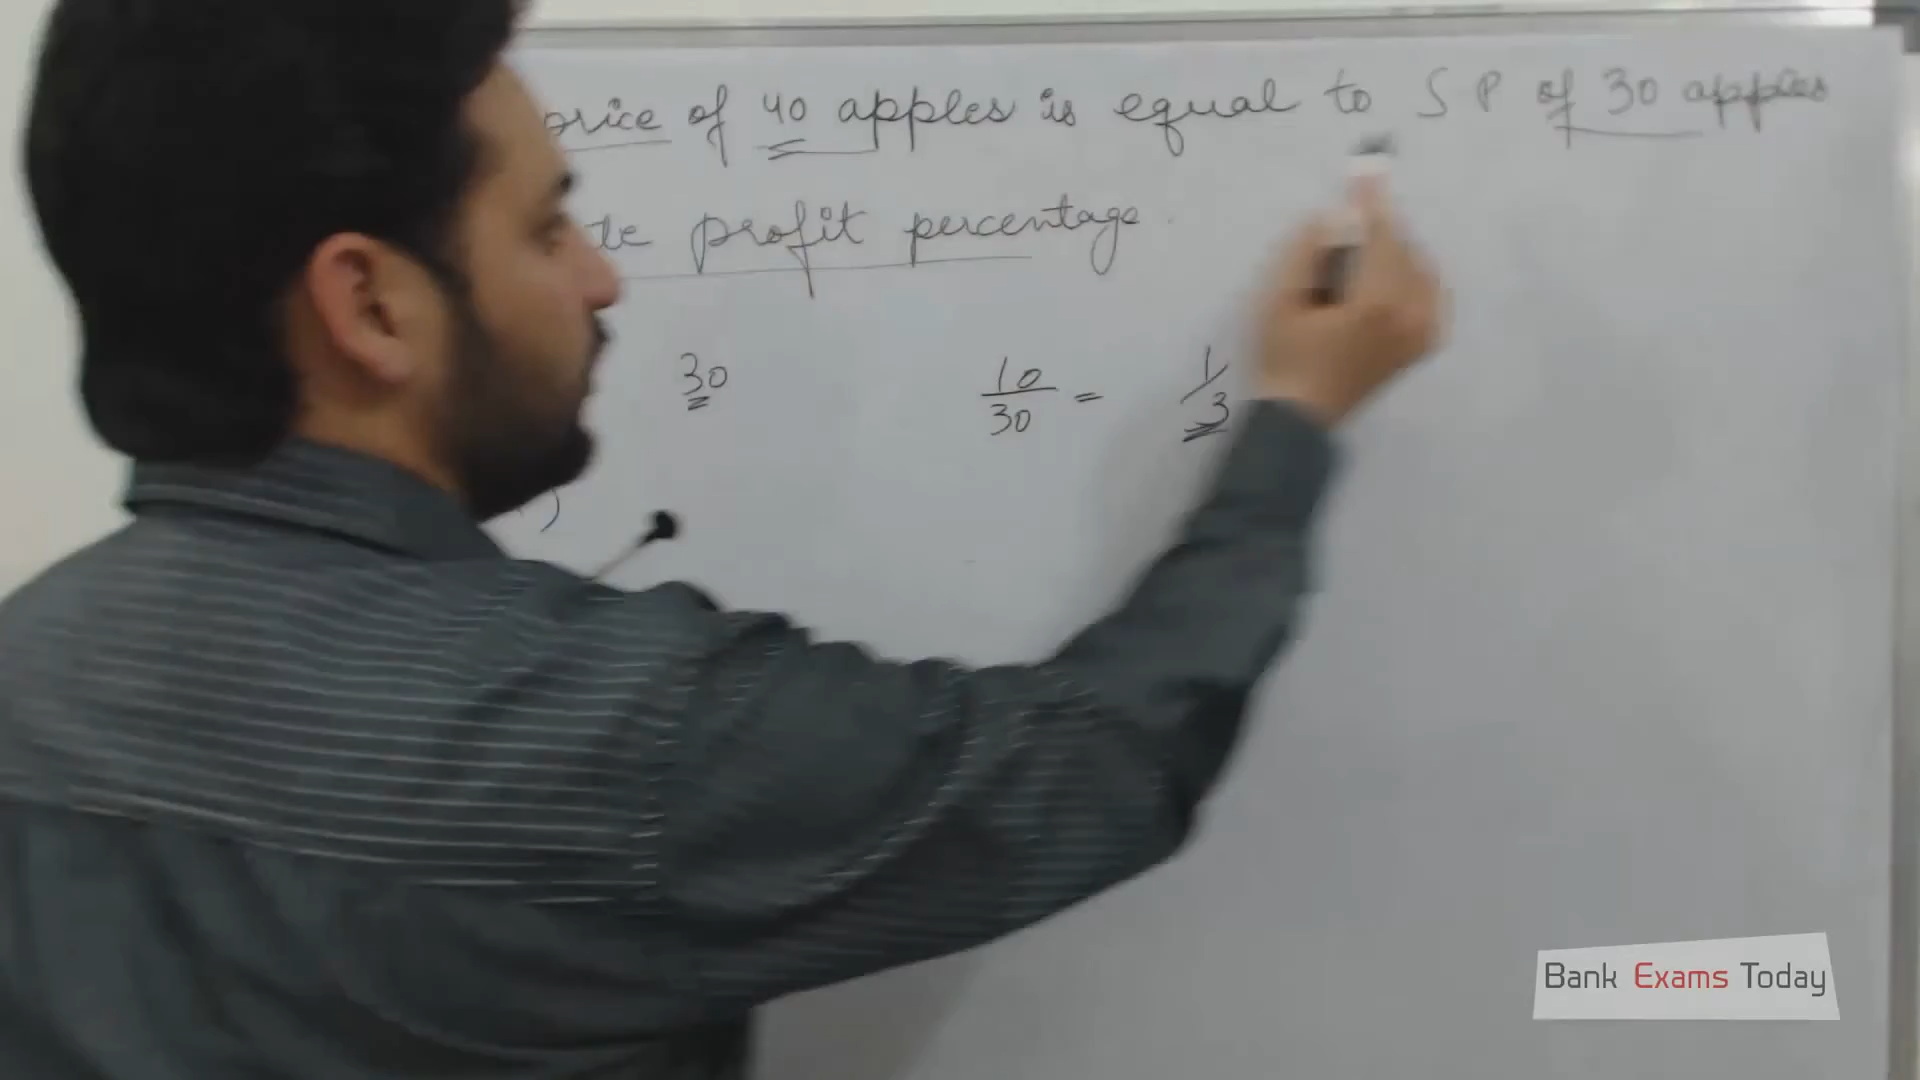 price of 40 apples is equal to S P of 30 apples
te profit percentage.
30 10/30 = 1/3
)
Bank Exams Today